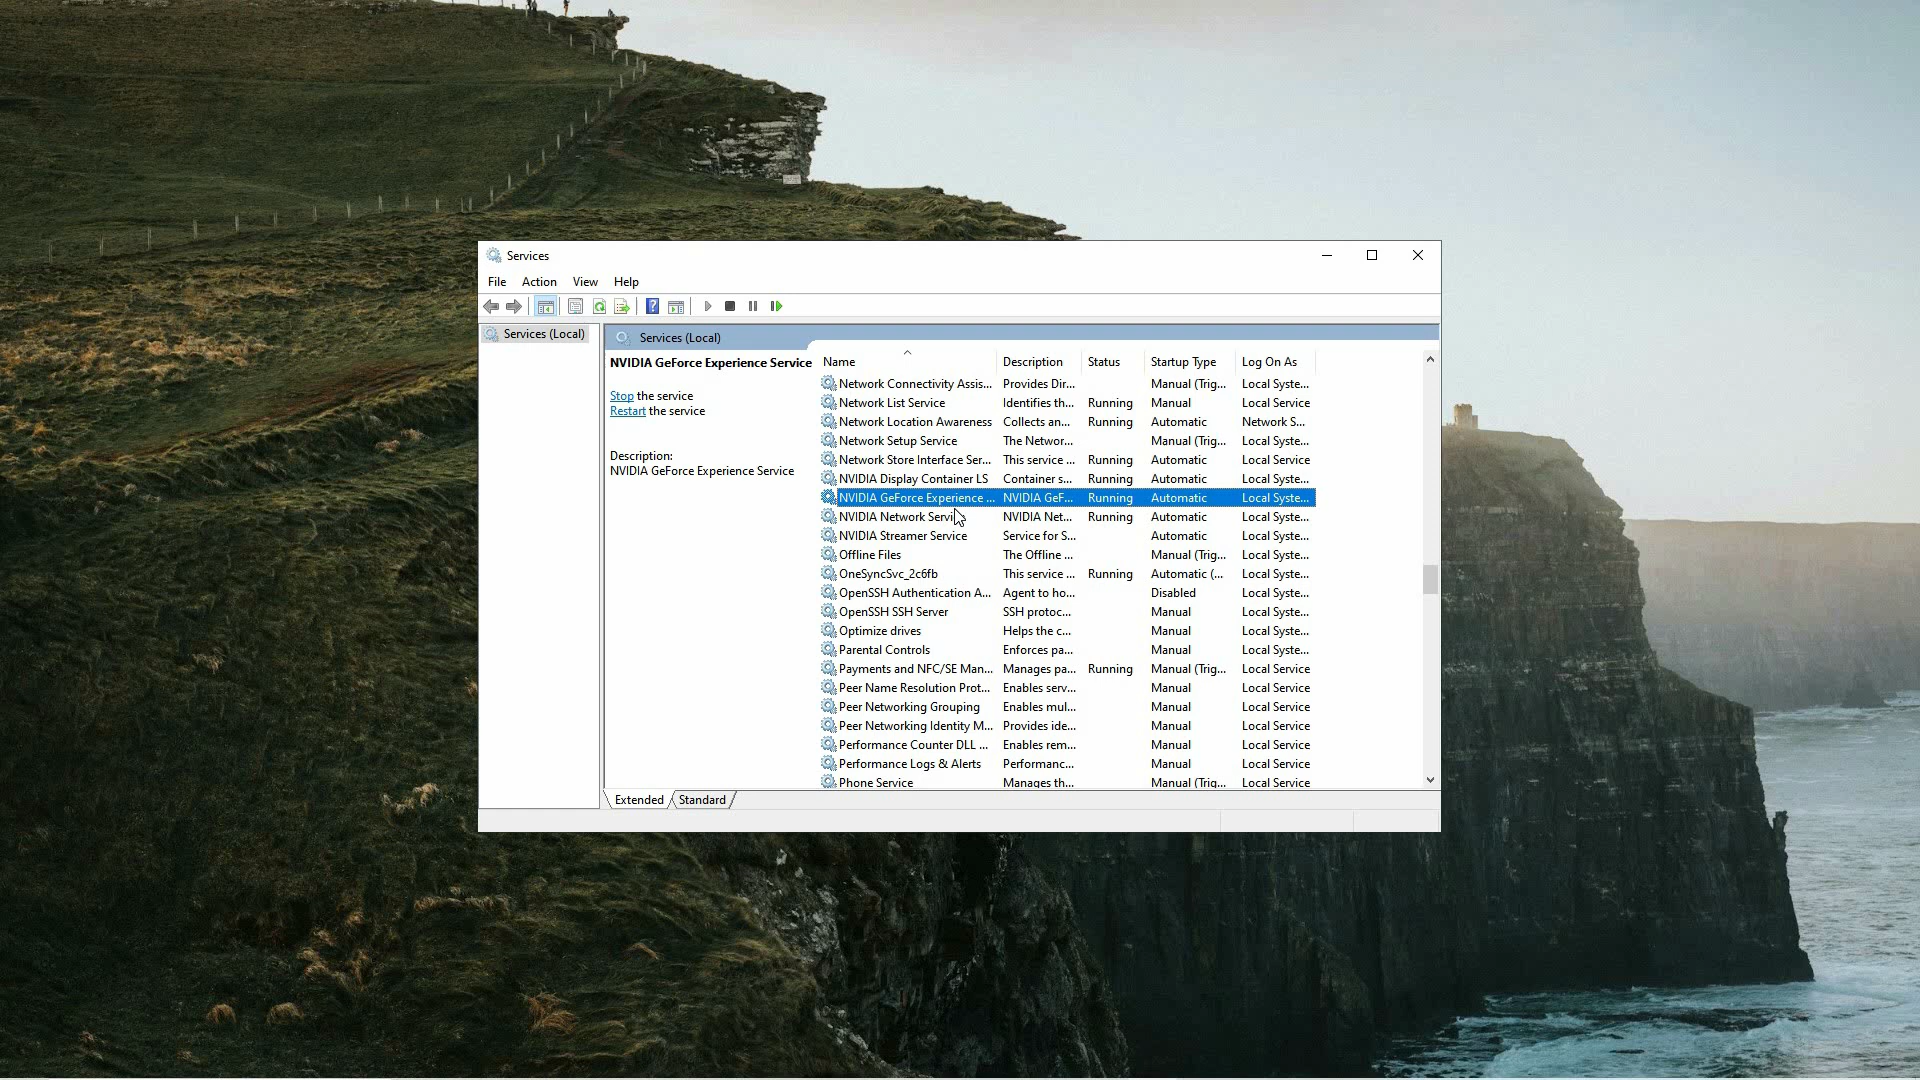 Services
File Action View Help
Services (Local)
Services (Local)
NVIDIA GeForce Experience Service
Stop the service
Restart the service
Description:
NVIDIA GeForce Experience Service
Name Description Status Startup Type Log On As
Network Connectivity Assis... Provides Dir... Manual (Trig... Local Syste...
Network List Service Identifies th... Running Manual Local Service
Network Location Awareness Collects an... Running Automatic Network S...
Network Setup Service The Networ... Manual (Trig... Local Syste...
Network Store Interface Ser... This service ... Running Automatic Local Service
NVIDIA Display Container LS Container s... Running Automatic Local Syste...
NVIDIA GeForce Experience ... NVIDIA GeF... Running Automatic Local Syste...
NVIDIA Network Service NVIDIA Net... Running Automatic Local Syste...
NVIDIA Streamer Service Service for S... Automatic Local Syste...
Offline Files The Offline ... Manual (Trig... Local Syste...
OneSyncSvc_2c6fb This service ... Running Automatic (... Local Syste...
OpenSSH Authentication A... Agent to ho... Disabled Local Syste...
OpenSSH SSH Server SSH protoc... Manual Local Syste...
Optimize drives Helps the c... Manual Local Syste...
Parental Controls Enforces pa... Manual Local Syste...
Payments and NFC/SE Man... Manages pa... Running Manual (Trig... Local Service
Peer Name Resolution Prot... Enables serv... Manual Local Service
Peer Networking Grouping Enables mul... Manual Local Service
Peer Networking Identity M... Provides ide... Manual Local Service
Performance Counter DLL ... Enables rem... Manual Local Service
Performance Logs & Alerts Performanc... Manual Local Service
Phone Service Manages th... Manual (Trig... Local Service
Extended Standard